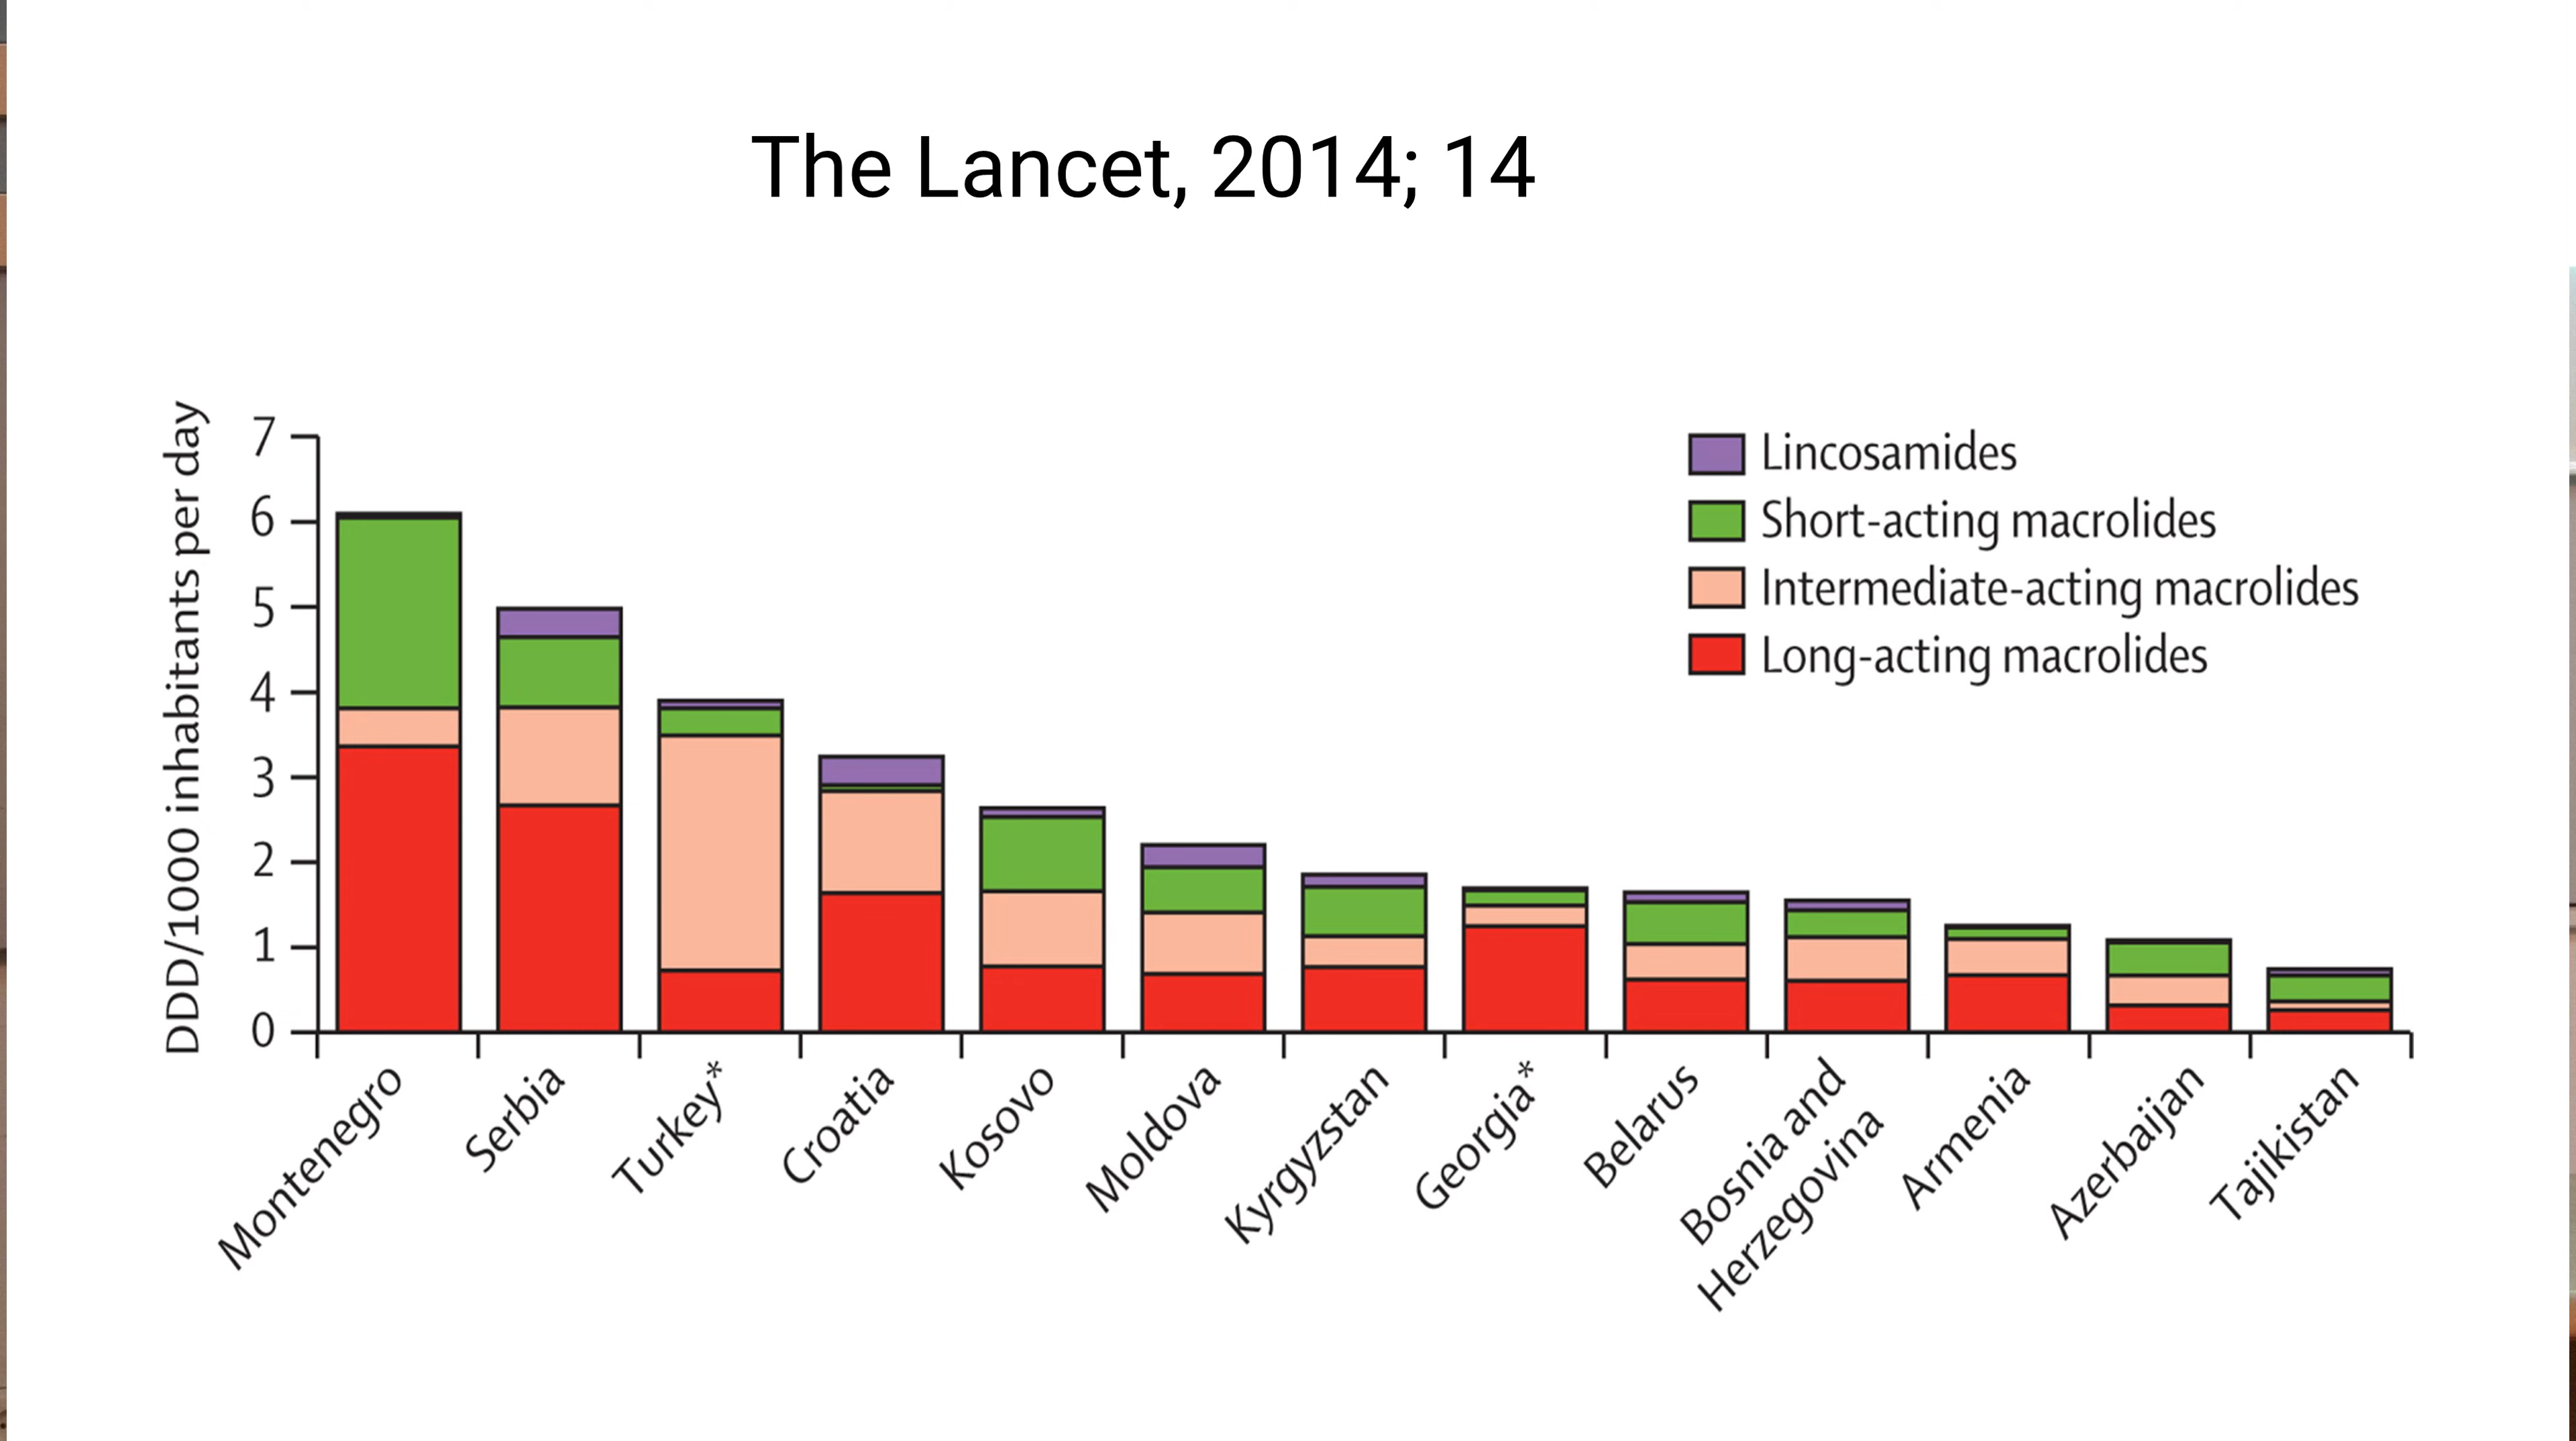 The Lancet, 2014; 14
DDD/1000 inhabitants per day
7
6
5
4
3
2
1
0
Lincosamides
Short-acting macrolides
Intermediate-acting macrolides
Long-acting macrolides
Montenegro
Serbia
Turkey*
Croatia
Kosovo
Moldova
Kyrgyzstan
Georgia*
Belarus
Bosnia and
Herzegovina
Armenia
Azerbaijan
Tajikistan